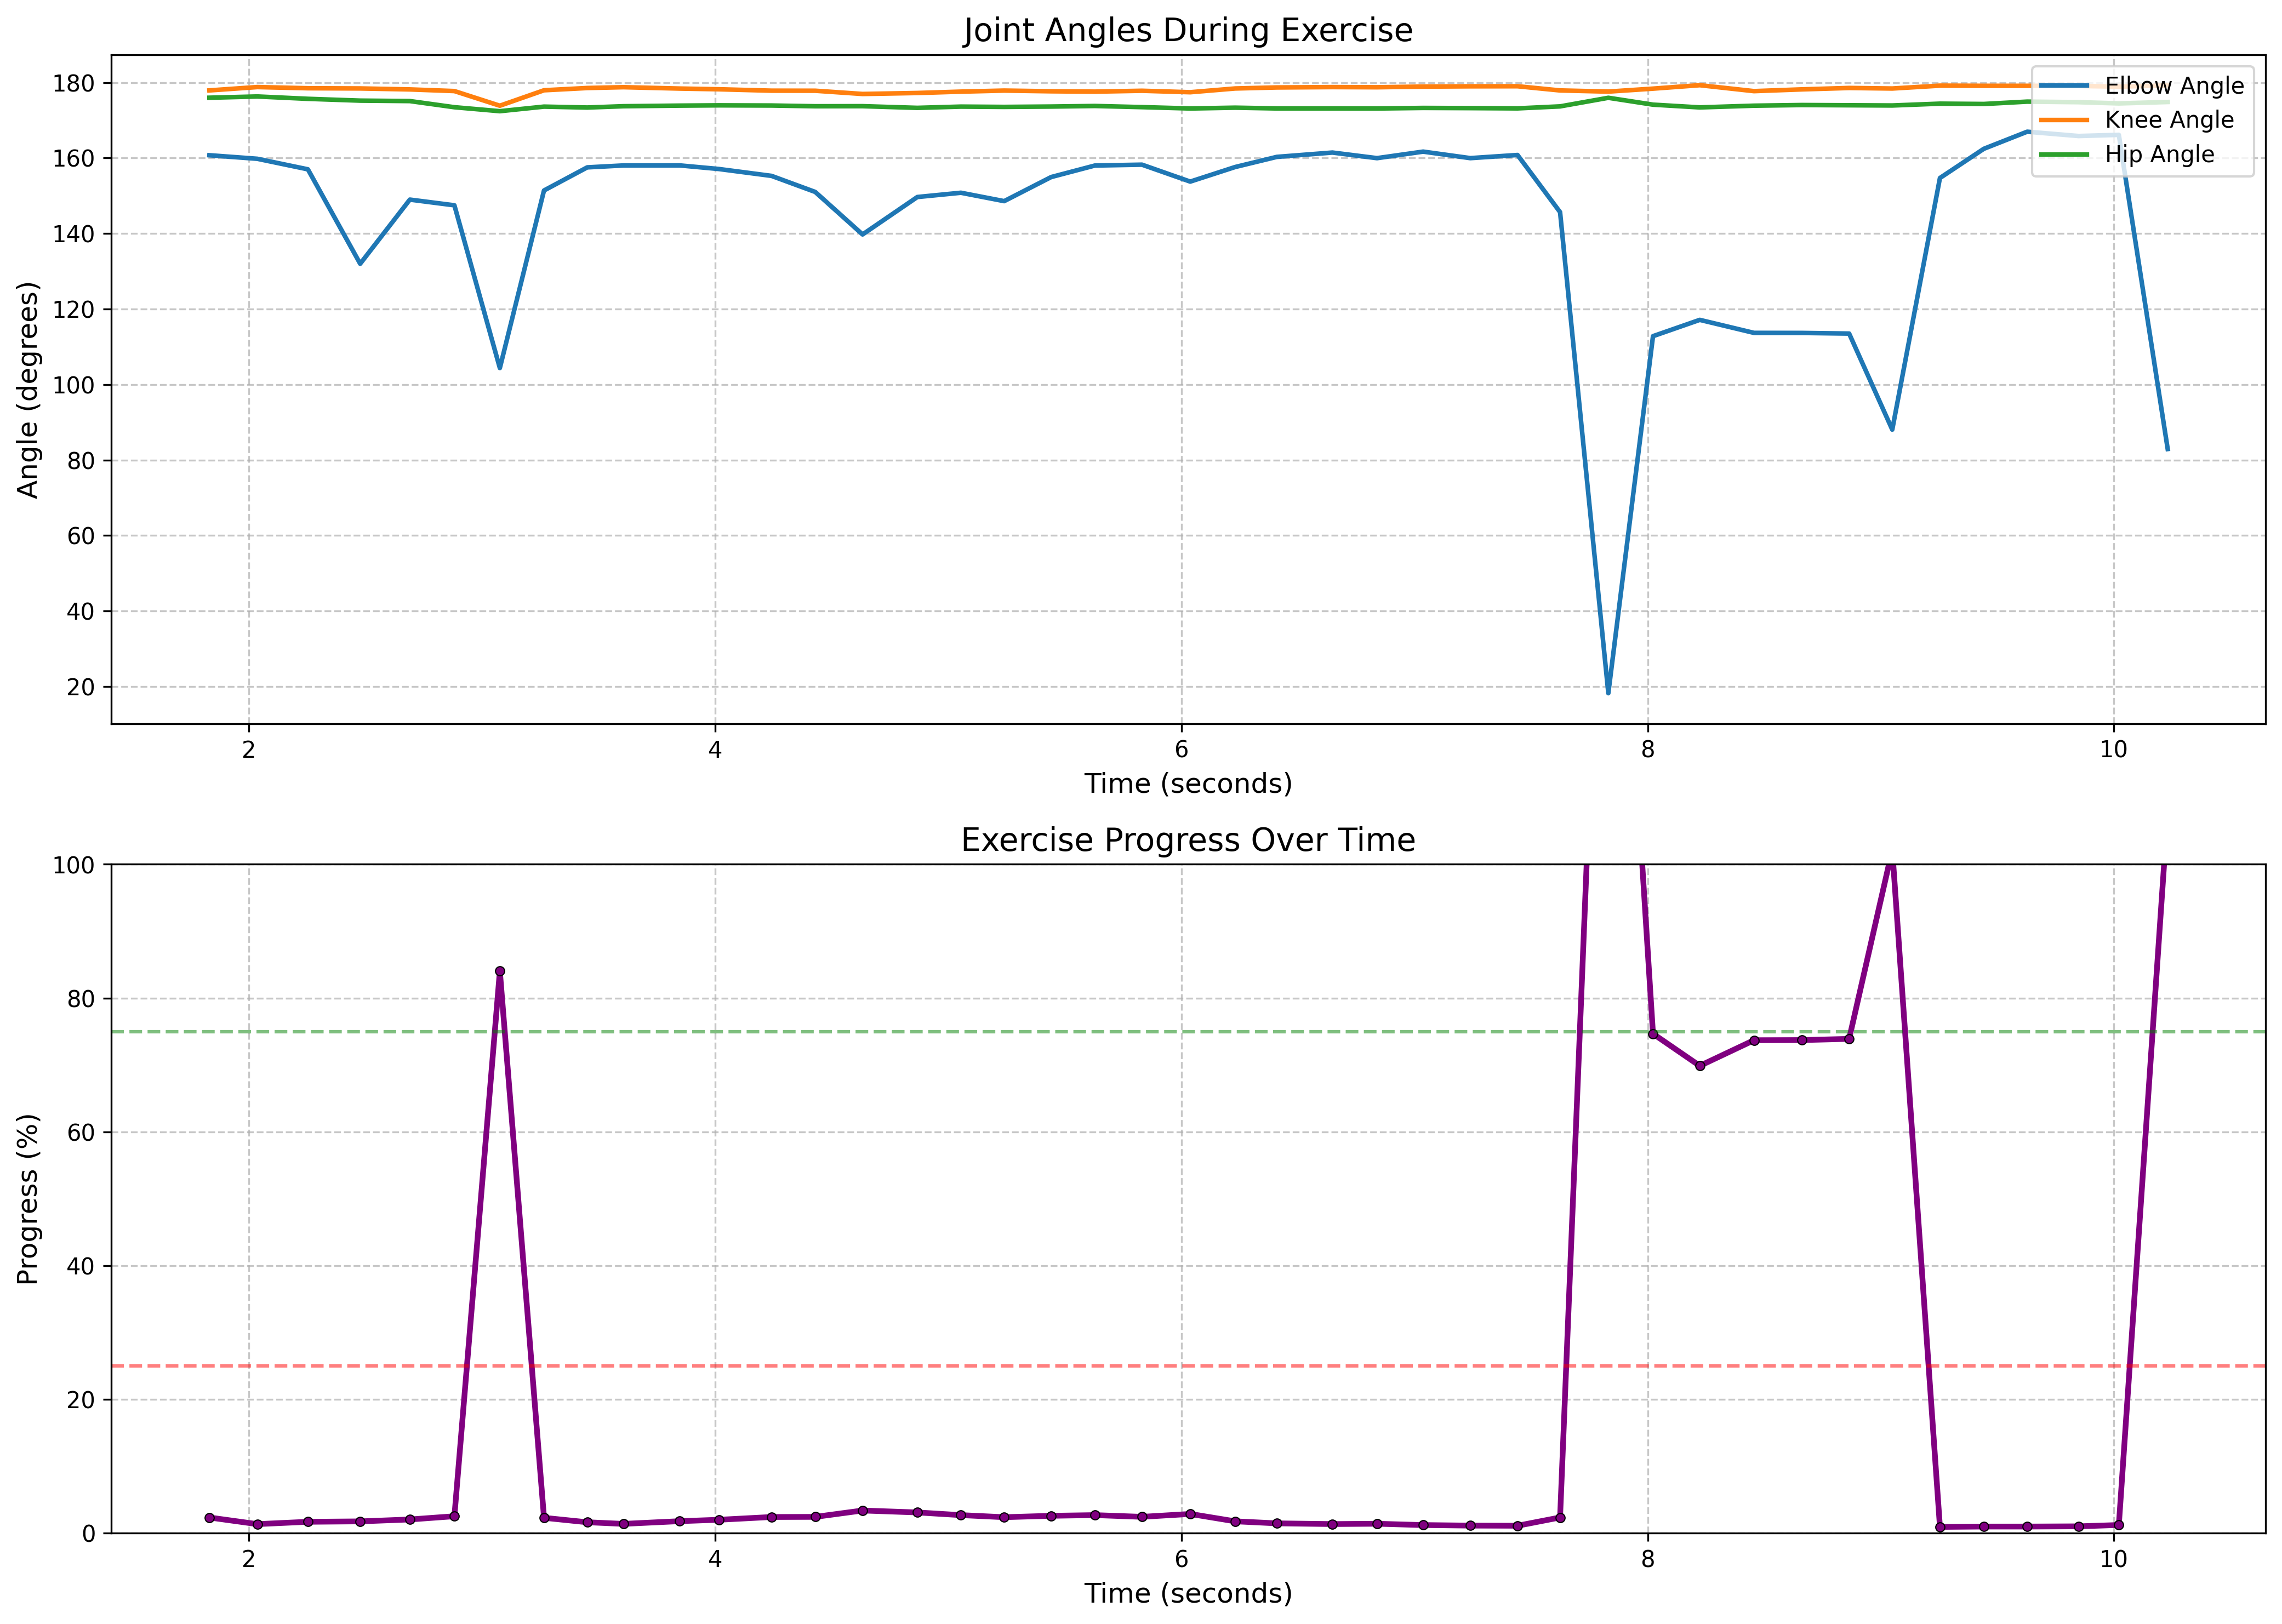 Joint Angles During Exercise
Angle (degrees)
180
160
140
120
100
80
60
40
20
Elbow Angle
Knee Angle
Hip Angle
2 4 6 8 10
Time (seconds)
Exercise Progress Over Time
Progress (%)
100
80
60
40
20
0
2 4 6 8 10
Time (seconds)